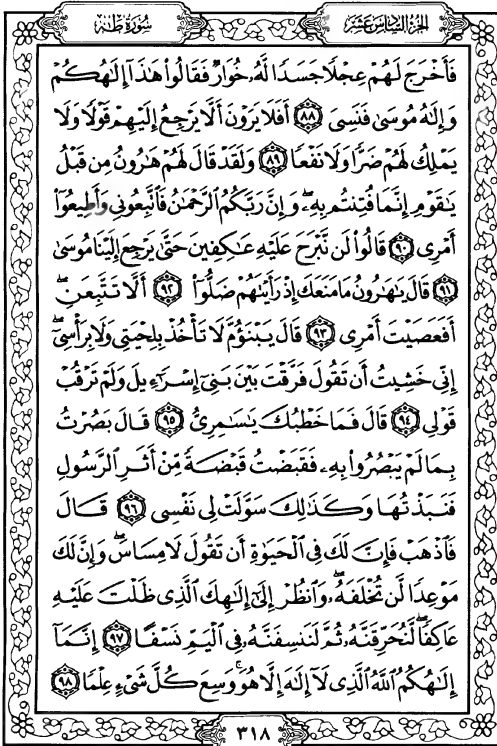 الجزء السادس عشر
سورة طه
فَأَخْرَجَ لَهُمْ عِجْلًا جَسَدًا لَّهُۥ خُوَارٌ فَقَالُوا۟ هَٰذَآ إِلَٰهُكُمْ
وَإِلَٰهُ مُوسَىٰ فَنَسِىَ ٨٨ أَفَلَا يَرَوْنَ أَلَّا يَرْجِعُ إِلَيْهِمْ قَوْلًا وَلَا
يَمْلِكُ لَهُمْ ضَرًّا وَلَا نَفْعًا ٨٩ وَلَقَدْ قَالَ لَهُمْ هَٰرُونُ مِن قَبْلُ
يَٰقَوْمِ إِنَّمَا فُتِنتُم بِهِۦ ۖ وَإِنَّ رَبَّكُمُ ٱلرَّحْمَٰنُ فَٱتَّبِعُونِى وَأَطِيعُوٓا۟
أَمْرِى ٩٠ قَالُوا۟ لَن نَّبْرَحَ عَلَيْهِ عَٰكِفِينَ حَتَّىٰ يَرْجِعَ إِلَيْنَا مُوسَىٰ
٩١ قَالَ يَٰهَٰرُونُ مَا مَنَعَكَ إِذْ رَأَيْتَهُمْ ضَلُّوٓا۟ ٩٢ أَلَّا تَتَّبِعَنِ ۖ
أَفَعَصَيْتَ أَمْرِى ٩٣ قَالَ يَبْنَؤُمَّ لَا تَأْخُذْ بِلِحْيَتِى وَلَا بِرَأْسِىٓ ۖ
إِنِّى خَشِيتُ أَن تَقُولَ فَرَّقْتَ بَيْنَ بَنِىٓ إِسْرَٰٓءِيلَ وَلَمْ تَرْقُبْ
قَوْلِى ٩٤ قَالَ فَمَا خَطْبُكَ يَٰسَٰمِرِىُّ ٩٥ قَالَ بَصُرْتُ
بِمَا لَمْ يَبْصُرُوا۟ بِهِۦ فَقَبَضْتُ قَبْضَةً مِّنْ أَثَرِ ٱلرَّسُولِ
فَنَبَذْتُهَا وَكَذَٰلِكَ سَوَّلَتْ لِى نَفْسِى ٩٦ قَالَ
فَٱذْهَبْ فَإِنَّ لَكَ فِى ٱلْحَيَوٰةِ أَن تَقُولَ لَا مِسَاسَ ۖ وَإِنَّ لَكَ
مَوْعِدًا لَّن تُخْلَفَهُۥ ۖ وَٱنظُرْ إِلَىٰٓ إِلَٰهِكَ ٱلَّذِى ظَلْتَ عَلَيْهِ
عَاكِفًا ۖ لَّنُحَرِّقَنَّهُۥ ثُمَّ لَنَنسِفَنَّهُۥ فِى ٱلْيَمِّ نَسْفًا ٩٧ إِنَّمَآ
إِلَٰهُكُمُ ٱللَّهُ ٱلَّذِى لَآ إِلَٰهَ إِلَّا هُوَ ۚ وَسِعَ كُلَّ شَىْءٍ عِلْمًا ٩٨
٣١٨